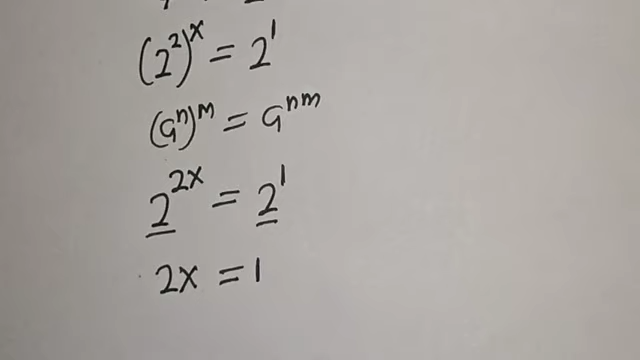 (2²)ˣ = 2¹
(aⁿ)ᵐ = aⁿᵐ
2²ˣ = 2¹
2x = 1